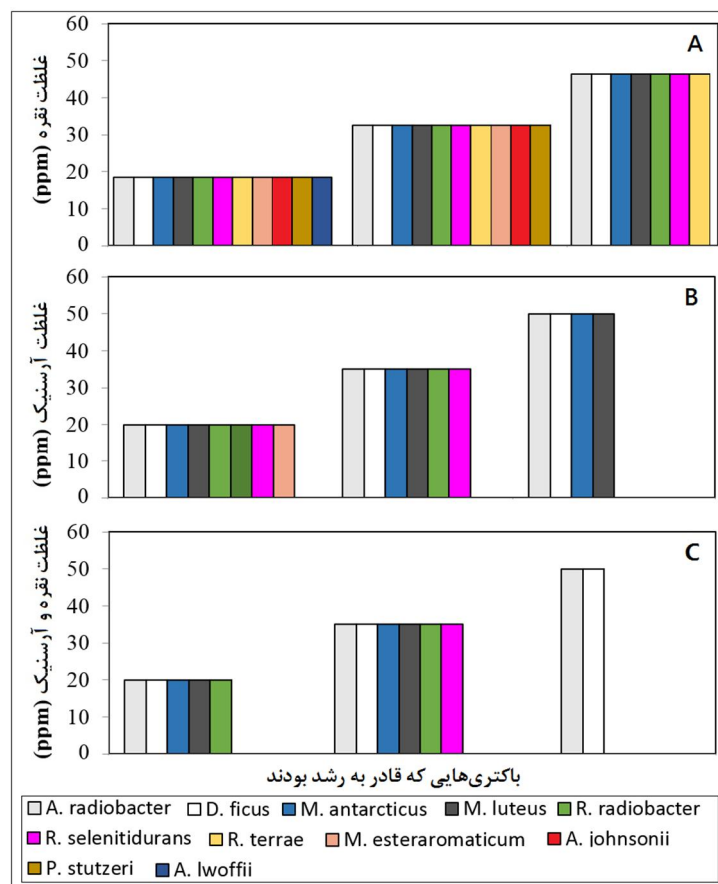 A
غلظت نقره (ppm)
60
50
40
30
20
10
0
B
غلظت آرسنیک (ppm)
60
50
40
30
20
10
0
C
غلظت نقره و آرسنیک (ppm)
60
50
40
30
20
10
0
باکتری‌هایی که قادر به رشد بودند
A. radiobacter D. ficus M. antarcticus M. luteus R. radiobacter
R. selenitidurans R. terrae M. esteraromaticum A. johnsonii
P. stutzeri A. lwoffii